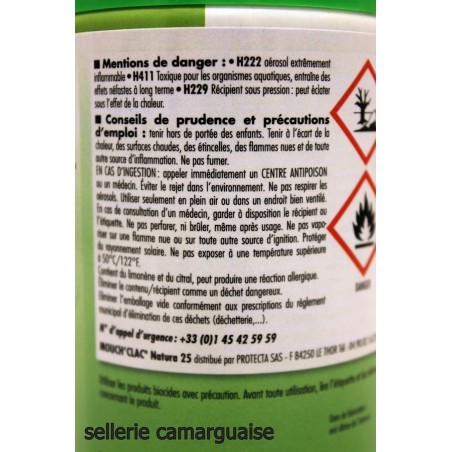 ■ Mentions de danger : • H222 aérosol extrêmement
inflammable • H411 Toxique pour les organismes aquatiques, entraîne des
effets néfastes à long terme • H229 Récipient sous pression : peut éclater
sous l'effet de la chaleur.
■ Conseils de prudence et précautions
d'emploi : tenir hors de portée des enfants. Tenir à l'écart de la
chaleur, des surfaces chaudes, des étincelles, des flammes nues et de toute
autre source d'inflammation. Ne pas fumer.
EN CAS D'INGESTION : appeler immédiatement un CENTRE ANTIPOISON
ou un médecin. Éviter le rejet dans l'environnement. Ne pas respirer les
aérosols. Utiliser seulement en plein air ou dans un endroit bien ventilé.
En cas de consultation d'un médecin, garder à disposition le récipient ou
l'étiquette. Ne pas perforer, ni brûler, même après usage. Ne pas vapo-
riser sur une flamme nue ou sur toute autre source d'ignition. Protéger
du rayonnement solaire. Ne pas exposer à une température supérieure
à 50°C/122°F.
Contient du limonène et du citral, peut produire une réaction allergique.
Éliminer le contenu/récipient comme un déchet dangereux.
Éliminer l'emballage vide conformément aux prescriptions du règlement
municipal d'élimination de ces déchets (déchetterie,...).
N° d'appel d'urgence : +33 (0)1 45 42 59 59
MOUCH'CLAC® Natura 25 distribué par PROTECTA SAS - F 84250 LE THOR
DANGER
Utiliser les produits biocides avec précaution. Avant toute utilisation, lire l'étiquette et
concernant le produit.
sellerie camarguaise